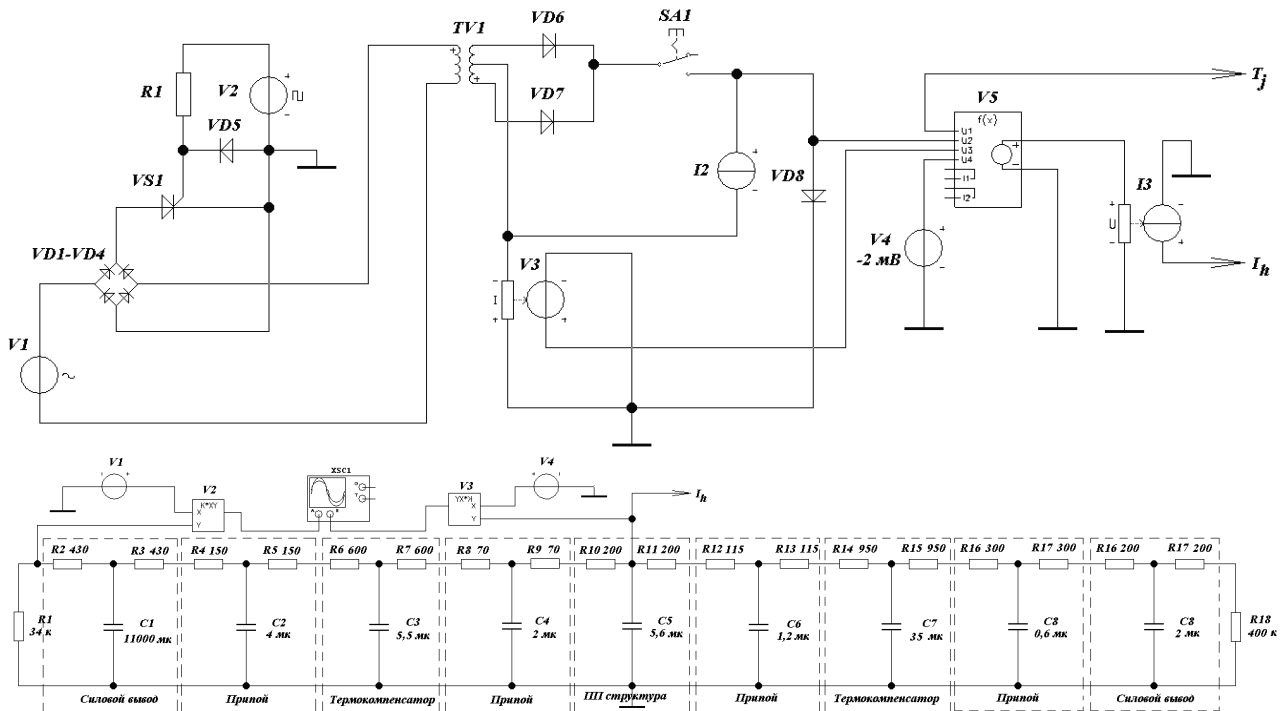 TV1
VD6
SA1
R1
V2
VD7
VD5
VS1
I2
VD8
V5
f(x)
U1
U2
U3
U4
I1
I2
T_j
I3
U
I_h
V4
-2 мВ
VD1-VD4
V3
I
V1
V1
V2
K*XY
X
Y
XSC1
G
T
A
B
V3
YX*K
X
Y
V4
I_h
R2 430
R3 430
R4 150
R5 150
R6 600
R7 600
R8 70
R9 70
R10 200
R11 200
R12 115
R13 115
R14 950
R15 950
R16 300
R17 300
R16 200
R17 200
R1
34 к
C1
11000 мк
C2
4 мк
C3
5,5 мк
C4
2 мк
C5
5,6 мк
C6
1,2 мк
C7
35 мк
C8
0,6 мк
C8
2 мк
R18
400 к
Силовой вывод
Припой
Термокомпенсатор
Припой
ПП структура
Припой
Термокомпенсатор
Припой
Силовой вывод